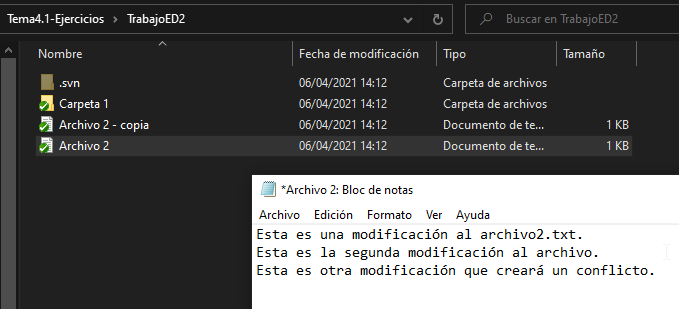 Tema4.1-Ejercicios > TrabajoED2
Buscar en TrabajoED2
Nombre Fecha de modificación Tipo Tamaño
.svn 06/04/2021 14:12 Carpeta de archivos
Carpeta 1 06/04/2021 14:12 Carpeta de archivos
Archivo 2 - copia 06/04/2021 14:12 Documento de te... 1 KB
Archivo 2 06/04/2021 14:12 Documento de te... 1 KB
*Archivo 2: Bloc de notas
Archivo Edición Formato Ver Ayuda
Esta es una modificación al archivo2.txt.
Esta es la segunda modificación al archivo.
Esta es otra modificación que creará un conflicto.